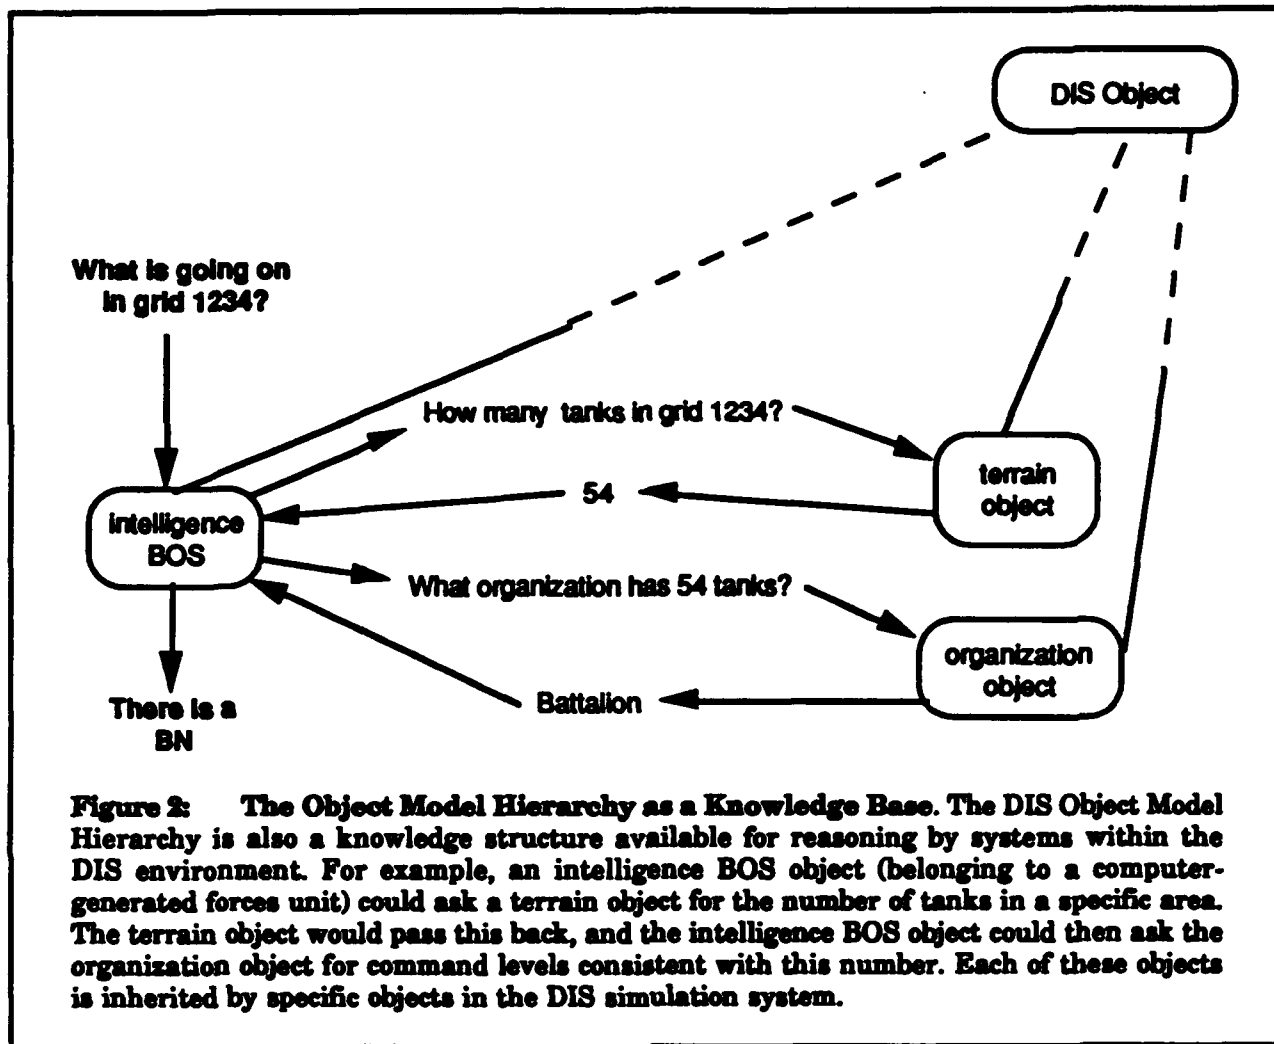 DIS Object
What is going on
in grid 1234?
How many tanks in grid 1234?
terrain
object
54
intelligence
BOS
What organization has 54 tanks?
organization
object
Battalion
There is a
BN
Figure 2: The Object Model Hierarchy as a Knowledge Base. The DIS Object Model
Hierarchy is also a knowledge structure available for reasoning by systems within the
DIS environment. For example, an intelligence BOS object (belonging to a computer-
generated forces unit) could ask a terrain object for the number of tanks in a specific area.
The terrain object would pass this back, and the intelligence BOS object could then ask the
organization object for command levels consistent with this number. Each of these objects
is inherited by specific objects in the DIS simulation system.